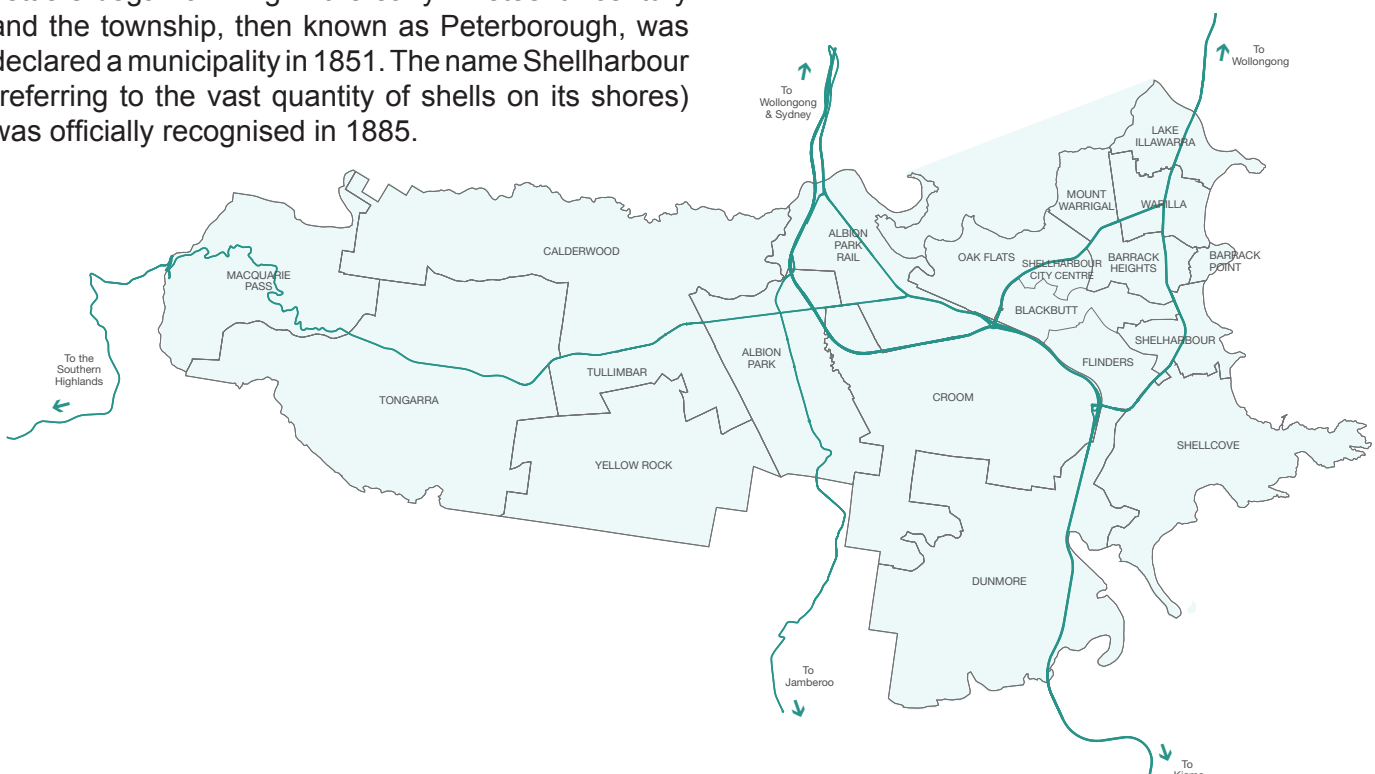 and the township, then known as Peterborough, was
declared a municipality in 1851. The name Shellharbour
(referring to the vast quantity of shells on its shores)
was officially recognised in 1885.
To
Wollongong
To
Wollongong
& Sydney
LAKE
ILLAWARRA
MOUNT
WARRIGAL
WARILLA
ALBION
PARK
RAIL
CALDERWOOD
OAK FLATS
SHELLHARBOUR
CITY CENTRE
BARRACK
HEIGHTS
BARRACK
POINT
MACQUARIE
PASS
BLACKBUTT
SHELHARBOUR
FLINDERS
To the
Southern
Highlands
ALBION
PARK
TULLIMBAR
TONGARRA
CROOM
SHELLCOVE
YELLOW ROCK
DUNMORE
To
Jamberoo
To